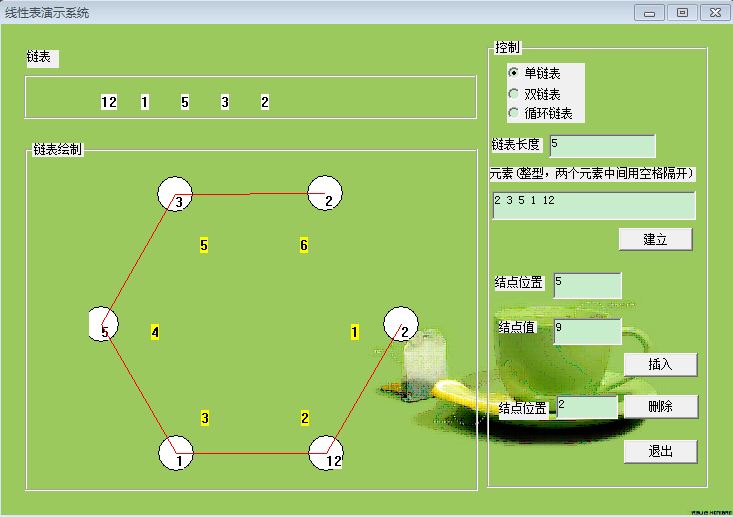 线性表演示系统
链表
12 1 5 3 2
链表绘制
3 2
5 6
5 4 1 2
3 2
1 12
控制
单链表
双链表
循环链表
链表长度 5
元素(整型，两个元素中间用空格隔开)
2 3 5 1 12
建立
结点位置 5
结点值 9
插入
结点位置 2 删除
退出